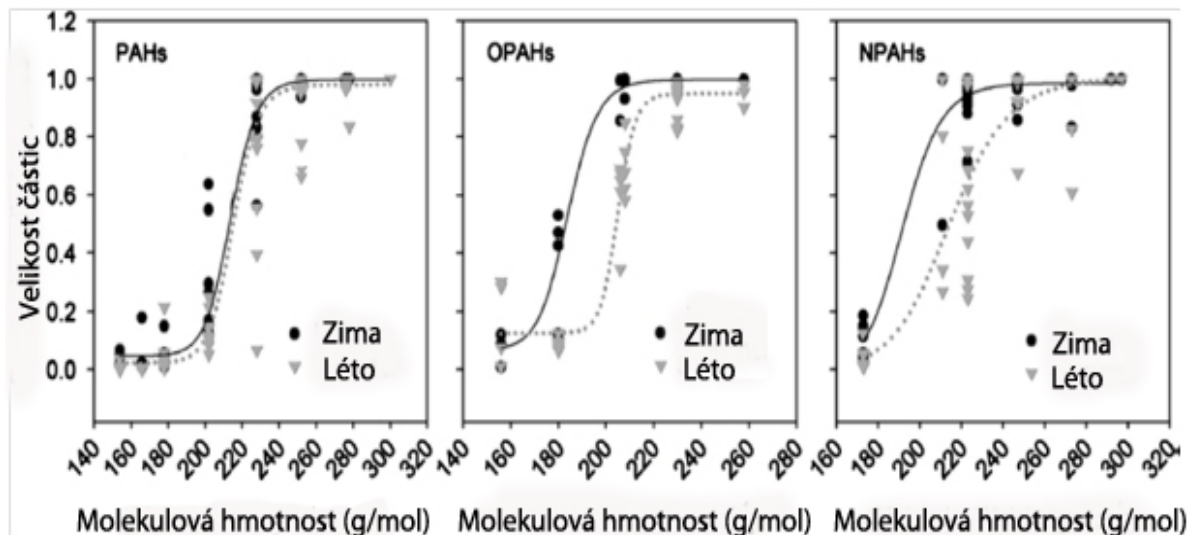 PAHs
OPAHs
NPAHs
Velikost částic
1.2
1.0
0.8
0.6
0.4
0.2
0.0
Zima
Léto
Zima
Léto
Zima
Léto
140 160 180 200 220 240 260 280 300 320
140 160 180 200 220 240 260 280
160 180 200 220 240 260 280 300 320
Molekulová hmotnost (g/mol)
Molekulová hmotnost (g/mol)
Molekulová hmotnost (g/mol)